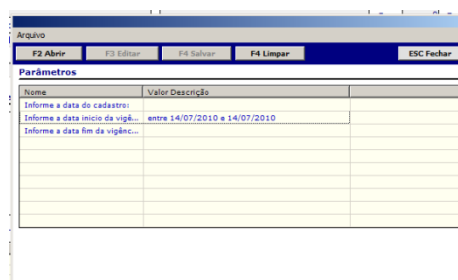 Arquivo
F2 Abrir F3 Editar F4 Salvar F4 Limpar ESC Fechar
Parâmetros
Nome Valor Descrição
Informe a data do cadastro:
Informe a data inicio da vigê... entre 14/07/2010 e 14/07/2010
Informe a data fim da vigênc...